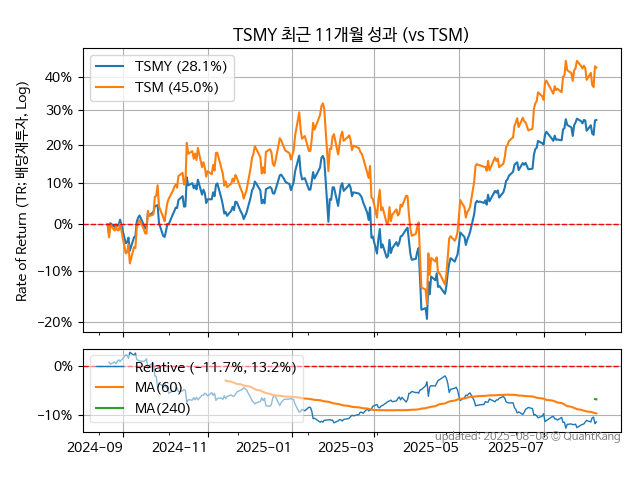 TSMY 최근 11개월 성과 (vs TSM)
Rate of Return (TR: 배당재투자, Log)
TSMY (28.1%)
TSM (45.0%)
40%
30%
20%
10%
0%
−10%
−20%
Relative (−11.7%, 13.2%)
MA(60)
MA(240)
0%
−10%
2024-09
2024-11
2025-01
2025-03
2025-05
2025-07
updated: 2025-08-08 © QuantKang